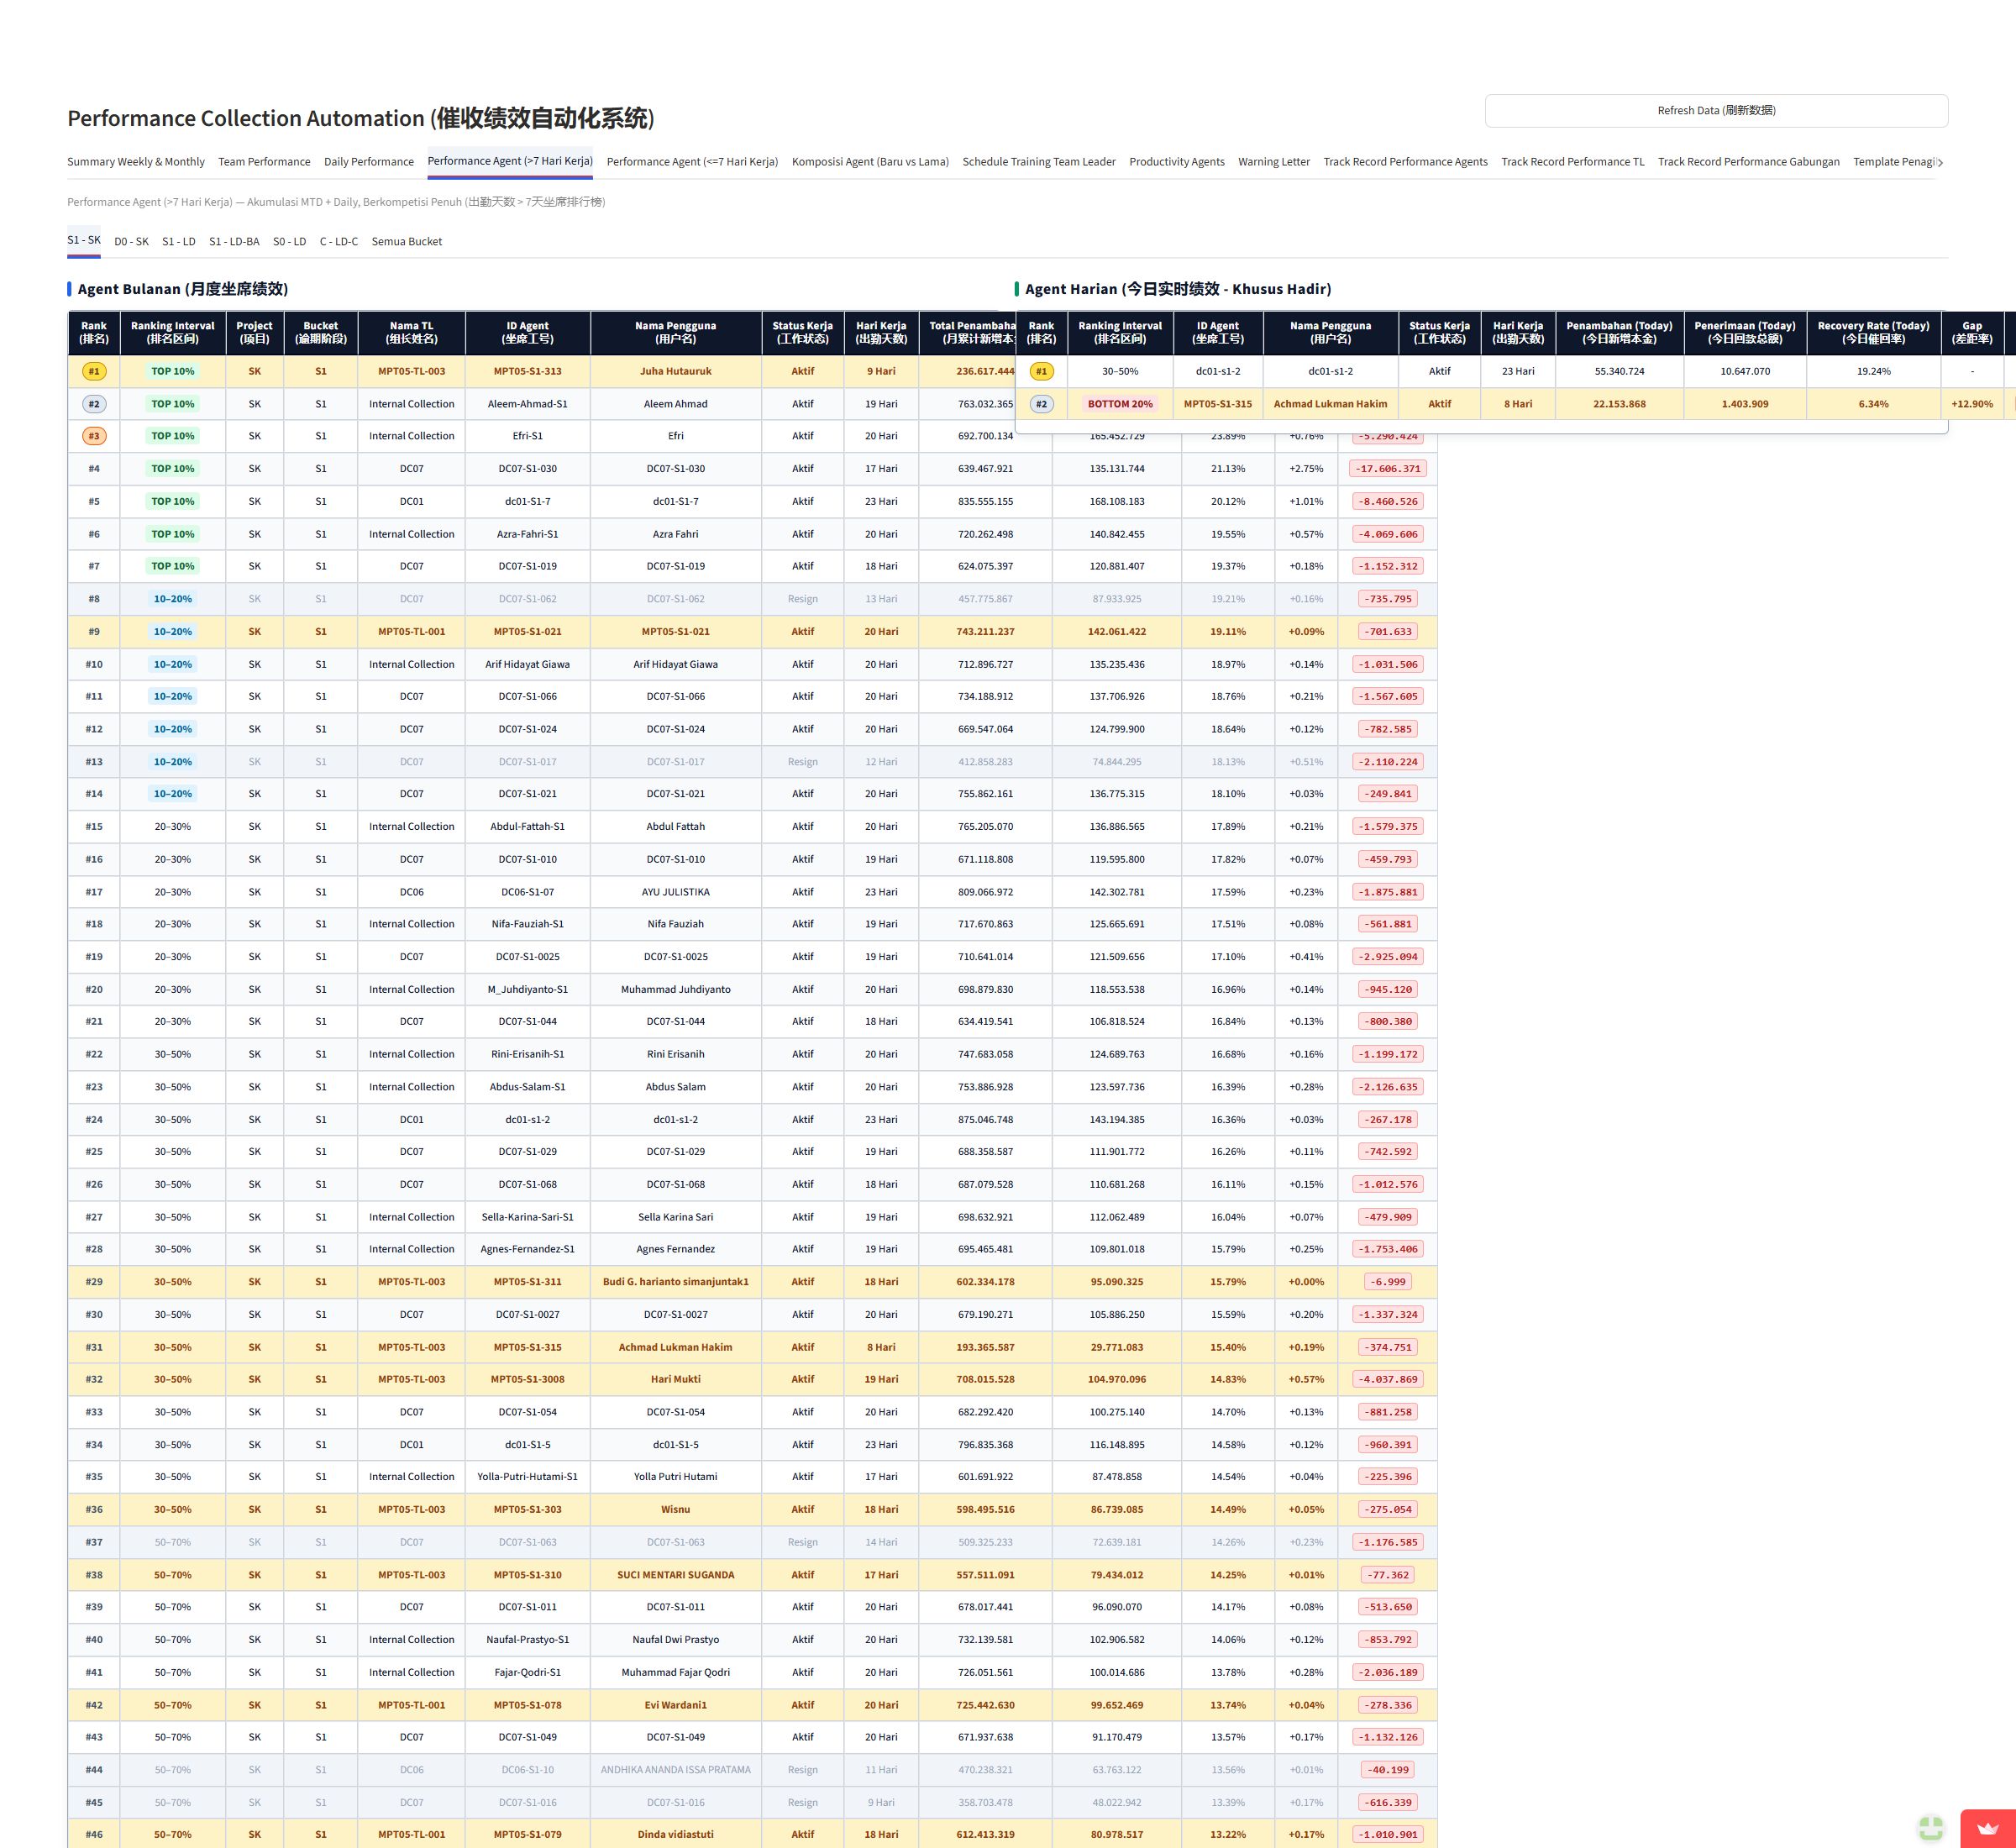 Performance Collection Automation (催收绩效自动化系统)
Refresh Data (刷新数据)
Summary Weekly & Monthly Team Performance Daily Performance Performance Agent (>7 Hari Kerja) Performance Agent (<=7 Hari Kerja) Komposisi Agent (Baru vs Lama) Schedule Training Team Leader Productivity Agents Warning Letter Track Record Performance Agents Track Record Performance TL Track Record Performance Gabungan Template Penagi
Performance Agent (>7 Hari Kerja) — Akumulasi MTD + Daily, Berkompetisi Penuh (出勤天数 > 7天坐席排行榜)
S1 - SK D0 - SK S1 - LD S1 - LD-BA S0 - LD C - LD-C Semua Bucket
Agent Bulanan (月度坐席绩效)
Rank Ranking Interval Project Bucket Nama TL ID Agent Nama Pengguna Status Kerja Hari Kerja Total Penambaha
(排名) (排名区间) (项目) (逾期阶段) (组长姓名) (坐席工号) (用户名) (工作状态) (出勤天数) (月累计新增本
#1 TOP 10% SK S1 MPT05-TL-003 MPT05-S1-313 Juha Hutauruk Aktif 9 Hari 236.617.444
#2 TOP 10% SK S1 Internal Collection Aleem-Ahmad-S1 Aleem Ahmad Aktif 19 Hari 763.032.365
#3 TOP 10% SK S1 Internal Collection Efri-S1 Efri Aktif 20 Hari 692.700.134 165.452.729 23.89% +0.76% -5.290.424
#4 TOP 10% SK S1 DC07 DC07-S1-030 DC07-S1-030 Aktif 17 Hari 639.467.921 135.131.744 21.13% +2.75% -17.606.371
#5 TOP 10% SK S1 DC01 dc01-S1-7 dc01-S1-7 Aktif 23 Hari 835.555.155 168.108.183 20.12% +1.01% -8.460.526
#6 TOP 10% SK S1 Internal Collection Azra-Fahri-S1 Azra Fahri Aktif 20 Hari 720.262.498 140.842.455 19.55% +0.57% -4.069.606
#7 TOP 10% SK S1 DC07 DC07-S1-019 DC07-S1-019 Aktif 18 Hari 624.075.397 120.881.407 19.37% +0.18% -1.152.312
#8 10–20% SK S1 DC07 DC07-S1-062 DC07-S1-062 Resign 13 Hari 457.775.867 87.933.925 19.21% +0.16% -735.795
#9 10–20% SK S1 MPT05-TL-001 MPT05-S1-021 MPT05-S1-021 Aktif 20 Hari 743.211.237 142.061.422 19.11% +0.09% -701.633
#10 10–20% SK S1 Internal Collection Arif Hidayat Giawa Arif Hidayat Giawa Aktif 20 Hari 712.896.727 135.235.436 18.97% +0.14% -1.031.506
#11 10–20% SK S1 DC07 DC07-S1-066 DC07-S1-066 Aktif 20 Hari 734.188.912 137.706.926 18.76% +0.21% -1.567.605
#12 10–20% SK S1 DC07 DC07-S1-024 DC07-S1-024 Aktif 20 Hari 669.547.064 124.799.900 18.64% +0.12% -782.585
#13 10–20% SK S1 DC07 DC07-S1-017 DC07-S1-017 Resign 12 Hari 412.858.283 74.844.295 18.13% +0.51% -2.110.224
#14 10–20% SK S1 DC07 DC07-S1-021 DC07-S1-021 Aktif 20 Hari 755.862.161 136.775.315 18.10% +0.03% -249.841
#15 20–30% SK S1 Internal Collection Abdul-Fattah-S1 Abdul Fattah Aktif 20 Hari 765.205.070 136.886.565 17.89% +0.21% -1.579.375
#16 20–30% SK S1 DC07 DC07-S1-010 DC07-S1-010 Aktif 19 Hari 671.118.808 119.595.800 17.82% +0.07% -459.793
#17 20–30% SK S1 DC06 DC06-S1-07 AYU JULISTIKA Aktif 23 Hari 809.066.972 142.302.781 17.59% +0.23% -1.875.881
#18 20–30% SK S1 Internal Collection Nifa-Fauziah-S1 Nifa Fauziah Aktif 19 Hari 717.670.863 125.665.691 17.51% +0.08% -561.881
#19 20–30% SK S1 DC07 DC07-S1-0025 DC07-S1-0025 Aktif 19 Hari 710.641.014 121.509.656 17.10% +0.41% -2.925.094
#20 20–30% SK S1 Internal Collection M_Juhdiyanto-S1 Muhammad Juhdiyanto Aktif 20 Hari 698.879.830 118.553.538 16.96% +0.14% -945.120
#21 20–30% SK S1 DC07 DC07-S1-044 DC07-S1-044 Aktif 18 Hari 634.419.541 106.818.524 16.84% +0.13% -800.380
#22 30–50% SK S1 Internal Collection Rini-Erisanih-S1 Rini Erisanih Aktif 20 Hari 747.683.058 124.689.763 16.68% +0.16% -1.199.172
#23 30–50% SK S1 Internal Collection Abdus-Salam-S1 Abdus Salam Aktif 20 Hari 753.886.928 123.597.736 16.39% +0.28% -2.126.635
#24 30–50% SK S1 DC01 dc01-s1-2 dc01-s1-2 Aktif 23 Hari 875.046.748 143.194.385 16.36% +0.03% -267.178
#25 30–50% SK S1 DC07 DC07-S1-029 DC07-S1-029 Aktif 19 Hari 688.358.587 111.901.772 16.26% +0.11% -742.592
#26 30–50% SK S1 DC07 DC07-S1-068 DC07-S1-068 Aktif 18 Hari 687.079.528 110.681.268 16.11% +0.15% -1.012.576
#27 30–50% SK S1 Internal Collection Sella-Karina-Sari-S1 Sella Karina Sari Aktif 19 Hari 698.632.921 112.062.489 16.04% +0.07% -479.909
#28 30–50% SK S1 Internal Collection Agnes-Fernandez-S1 Agnes Fernandez Aktif 19 Hari 695.465.481 109.801.018 15.79% +0.25% -1.753.406
#29 30–50% SK S1 MPT05-TL-003 MPT05-S1-311 Budi G. harianto simanjuntak1 Aktif 18 Hari 602.334.178 95.090.325 15.79% +0.00% -6.999
#30 30–50% SK S1 DC07 DC07-S1-0027 DC07-S1-0027 Aktif 20 Hari 679.190.271 105.886.250 15.59% +0.20% -1.337.324
#31 30–50% SK S1 MPT05-TL-003 MPT05-S1-315 Achmad Lukman Hakim Aktif 8 Hari 193.365.587 29.771.083 15.40% +0.19% -374.751
#32 30–50% SK S1 MPT05-TL-003 MPT05-S1-3008 Hari Mukti Aktif 19 Hari 708.015.528 104.970.096 14.83% +0.57% -4.037.869
#33 30–50% SK S1 DC07 DC07-S1-054 DC07-S1-054 Aktif 20 Hari 682.292.420 100.275.140 14.70% +0.13% -881.258
#34 30–50% SK S1 DC01 dc01-S1-5 dc01-S1-5 Aktif 23 Hari 796.835.368 116.148.895 14.58% +0.12% -960.391
#35 30–50% SK S1 Internal Collection Yolla-Putri-Hutami-S1 Yolla Putri Hutami Aktif 17 Hari 601.691.922 87.478.858 14.54% +0.04% -225.396
#36 30–50% SK S1 MPT05-TL-003 MPT05-S1-303 Wisnu Aktif 18 Hari 598.495.516 86.739.085 14.49% +0.05% -275.054
#37 50–70% SK S1 DC07 DC07-S1-063 DC07-S1-063 Resign 14 Hari 509.325.233 72.639.181 14.26% +0.23% -1.176.585
#38 50–70% SK S1 MPT05-TL-003 MPT05-S1-310 SUCI MENTARI SUGANDA Aktif 17 Hari 557.511.091 79.434.012 14.25% +0.01% -77.362
#39 50–70% SK S1 DC07 DC07-S1-011 DC07-S1-011 Aktif 20 Hari 678.017.441 96.090.070 14.17% +0.08% -513.650
#40 50–70% SK S1 Internal Collection Naufal-Prastyo-S1 Naufal Dwi Prastyo Aktif 20 Hari 732.139.581 102.906.582 14.06% +0.12% -853.792
#41 50–70% SK S1 Internal Collection Fajar-Qodri-S1 Muhammad Fajar Qodri Aktif 20 Hari 726.051.561 100.014.686 13.78% +0.28% -2.036.189
#42 50–70% SK S1 MPT05-TL-001 MPT05-S1-078 Evi Wardani1 Aktif 20 Hari 725.442.630 99.652.469 13.74% +0.04% -278.336
#43 50–70% SK S1 DC07 DC07-S1-049 DC07-S1-049 Aktif 20 Hari 671.937.638 91.170.479 13.57% +0.17% -1.132.126
#44 50–70% SK S1 DC06 DC06-S1-10 ANDHIKA ANANDA ISSA PRATAMA Resign 11 Hari 470.238.321 63.763.122 13.56% +0.01% -40.199
#45 50–70% SK S1 DC07 DC07-S1-016 DC07-S1-016 Resign 9 Hari 358.703.478 48.022.942 13.39% +0.17% -616.339
#46 50–70% SK S1 MPT05-TL-001 MPT05-S1-079 Dinda vidiastuti Aktif 18 Hari 612.413.319 80.978.517 13.22% +0.17% -1.010.901
Agent Harian (今日实时绩效 - Khusus Hadir)
Rank Ranking Interval ID Agent Nama Pengguna Status Kerja Hari Kerja Penambahan (Today) Penerimaan (Today) Recovery Rate (Today) Gap
(排名) (排名区间) (坐席工号) (用户名) (工作状态) (出勤天数) (今日新增本金) (今日回款总额) (今日催回率) (差距率)
#1 30–50% dc01-s1-2 dc01-s1-2 Aktif 23 Hari 55.340.724 10.647.070 19.24% -
#2 BOTTOM 20% MPT05-S1-315 Achmad Lukman Hakim Aktif 8 Hari 22.153.868 1.403.909 6.34% +12.90%